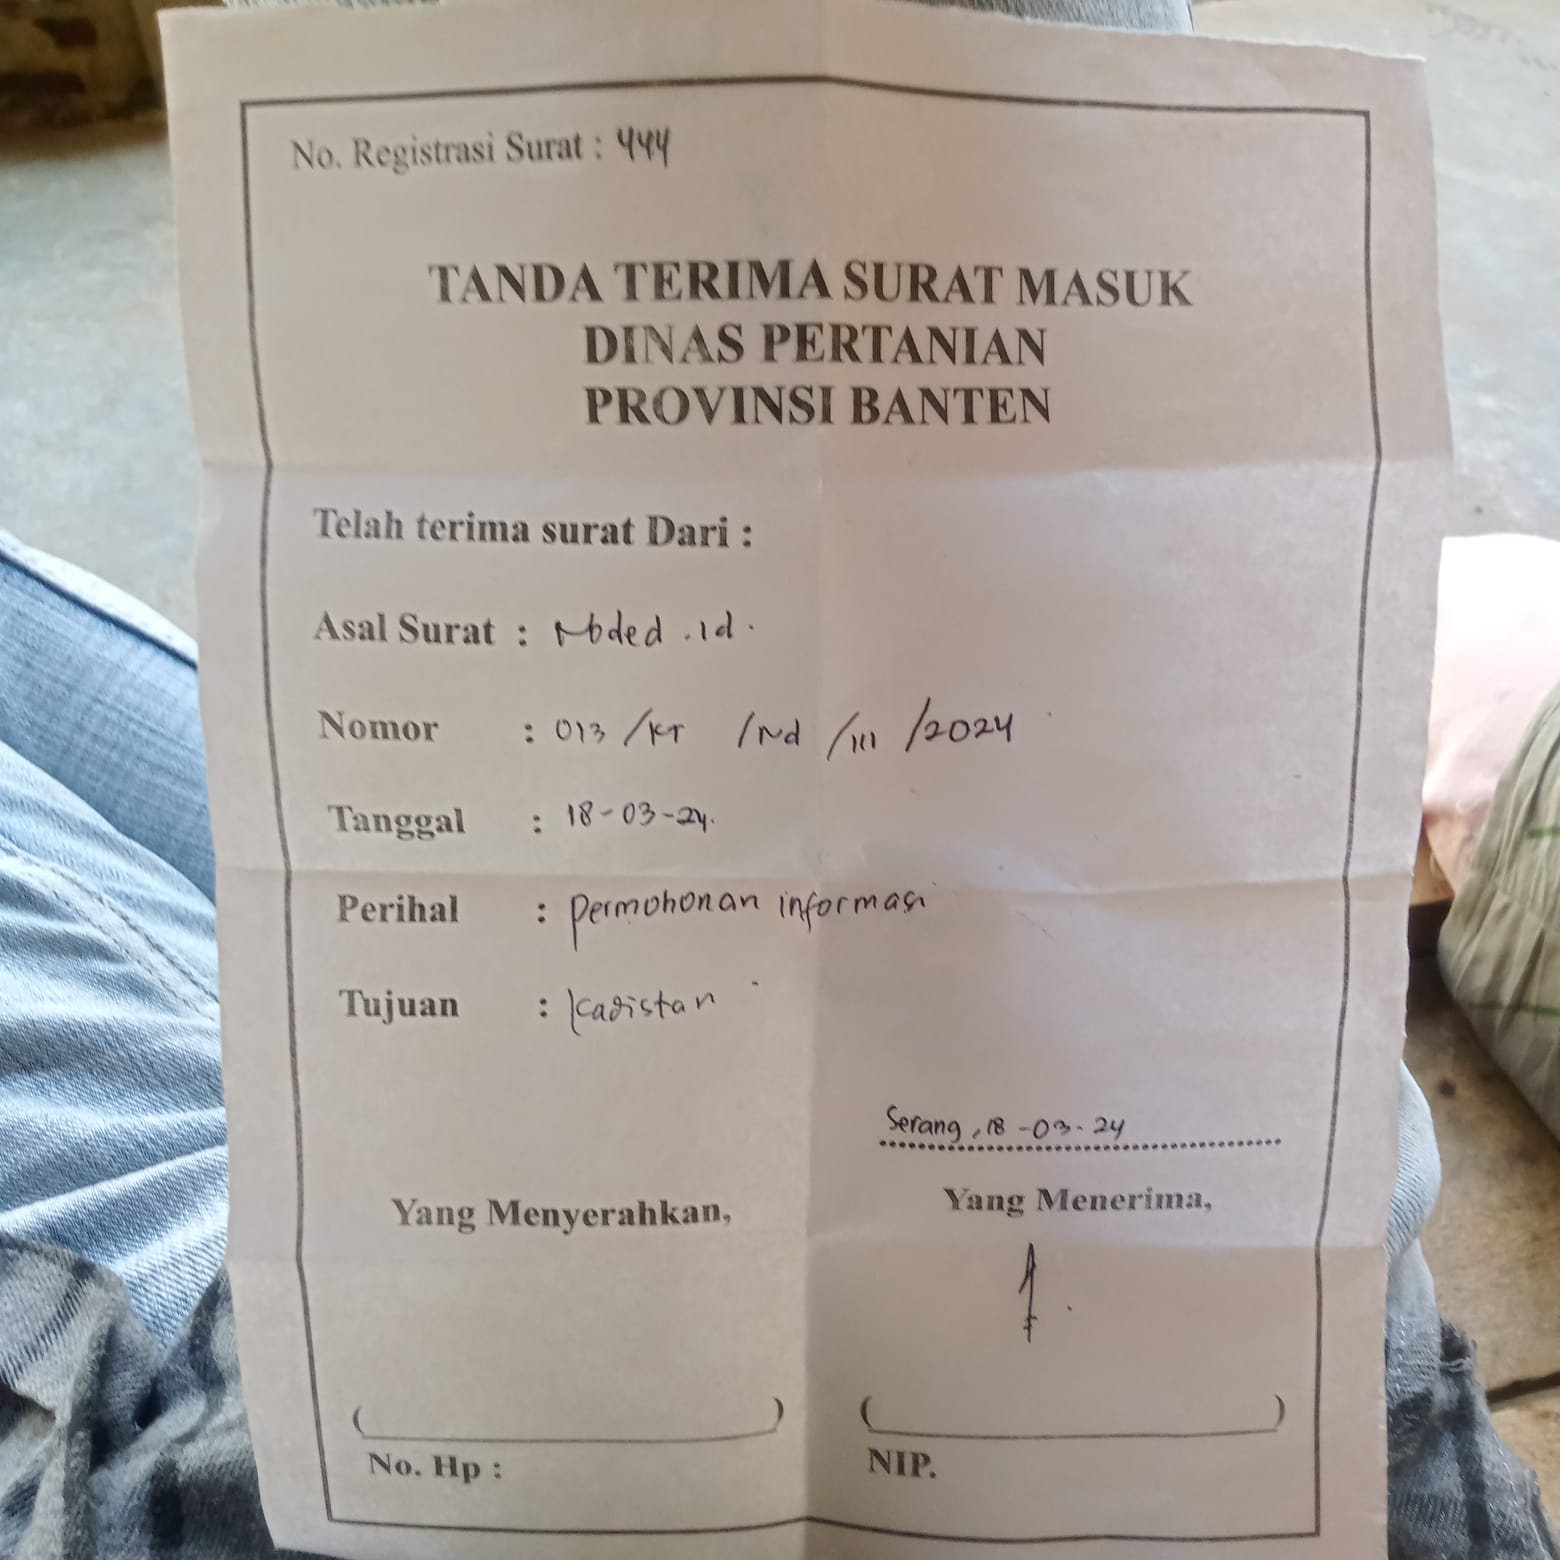 No. Registrasi Surat : 444
TANDA TERIMA SURAT MASUK
DINAS PERTANIAN
PROVINSI BANTEN
Telah terima surat Dari :
Asal Surat : .id.
Nomor : 013 /KT /Nd /III /2024
Tanggal : 18-03-24.
Perihal : Permohonan informasi
Tujuan : Kadistan
Serang, 18-03-24
Yang Menyerahkan, Yang Menerima,
( ) ( )
No. Hp : NIP.